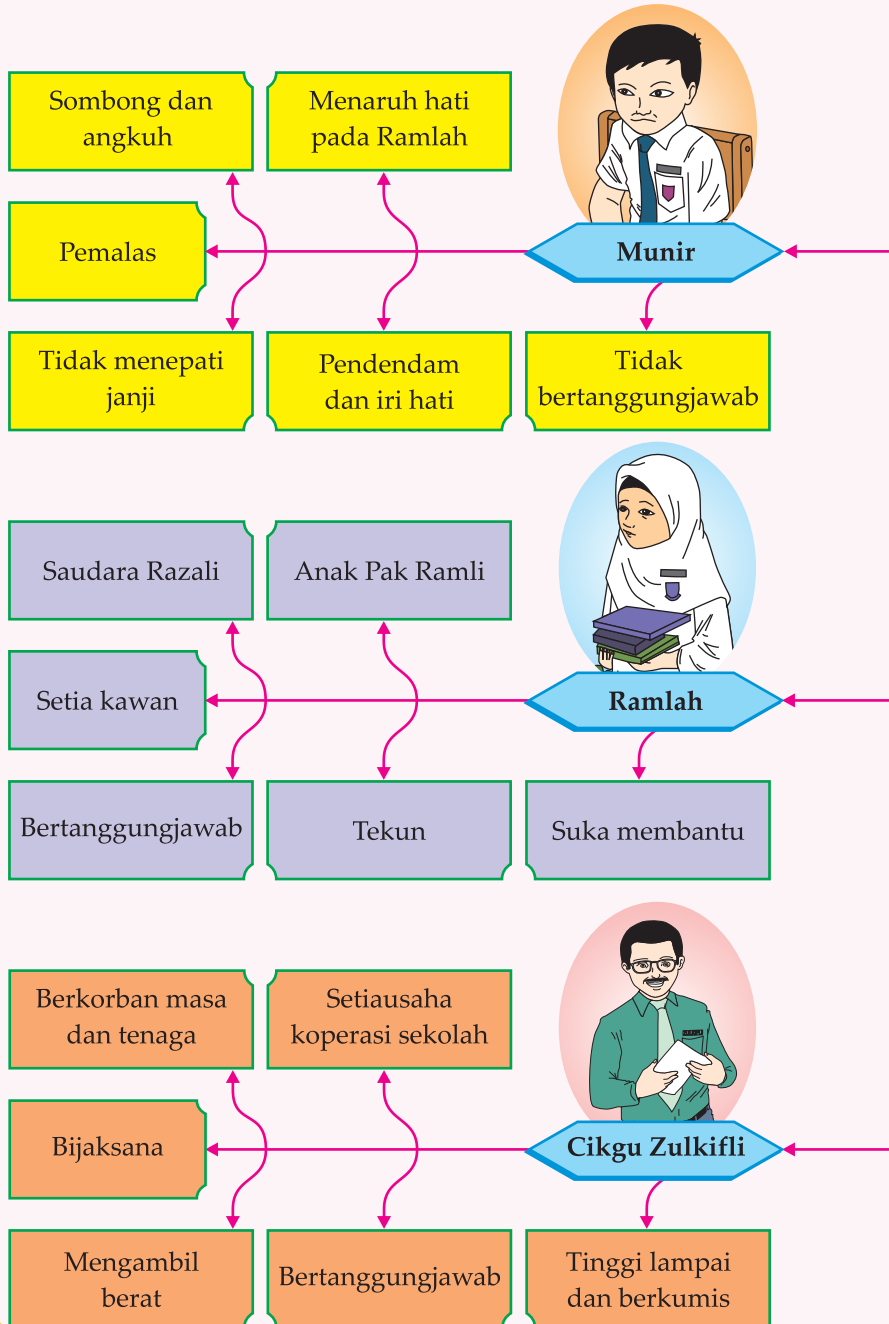 Sombong dan
angkuh
Menaruh hati
pada Ramlah
Pemalas
Munir
Tidak menepati
janji
Pendendam
dan iri hati
Tidak
bertanggungjawab
Saudara Razali
Anak Pak Ramli
Setia kawan
Ramlah
Bertanggungjawab
Tekun
Suka membantu
Berkorban masa
dan tenaga
Setiausaha
koperasi sekolah
Bijaksana
Cikgu Zulkifli
Mengambil
berat
Bertanggungjawab
Tinggi lampai
dan berkumis